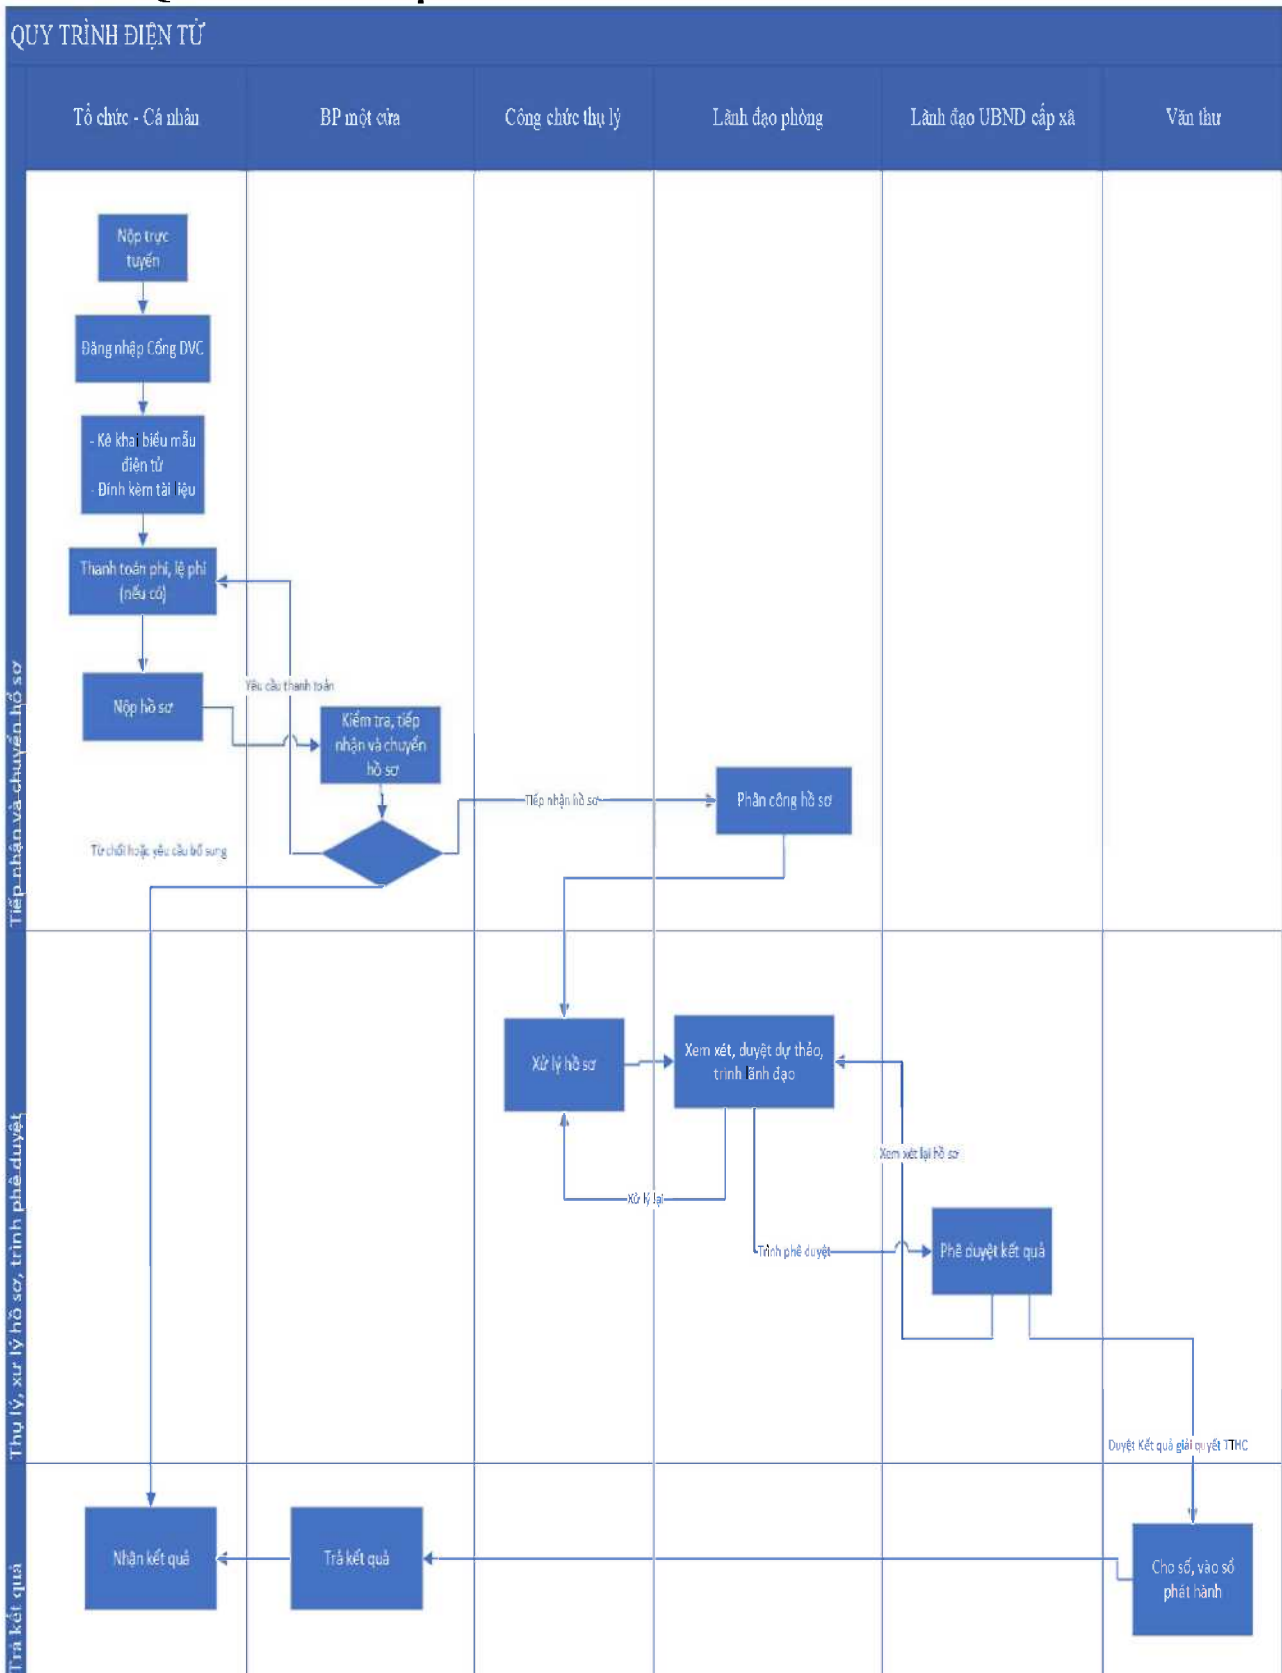 QUY TRÌNH ĐIỆN TỬ
Tổ chức - Cá nhân
BP một cửa
Công chức thụ lý
Lãnh đạo phòng
Lãnh đạo UBND cấp xã
Văn thư
Tiếp nhận và chuyển hồ sơ
Nộp trực
tuyến
Đăng nhập Cổng DVC
- Kê khai biểu mẫu
điện tử
- Đính kèm tài liệu
Thanh toán phí, lệ phí
(nếu có)
Nộp hồ sơ
Yêu cầu thanh toán
Kiểm tra, tiếp
nhận và chuyển
hồ sơ
Tiếp nhận hồ sơ
Phân công hồ sơ
Từ chối hoặc yêu cầu bổ sung
Thụ lý, xử lý hồ sơ, trình phê duyệt
Xử lý hồ sơ
Xem xét, duyệt dự thảo,
trình lãnh đạo
Xem xét lại hồ sơ
Xử lý lại
Trình phê duyệt
Phê duyệt kết quả
Duyệt Kết quả giải quyết TTHC
Trả kết quả
Nhận kết quả
Trả kết quả
Cho số, vào số
phát hành